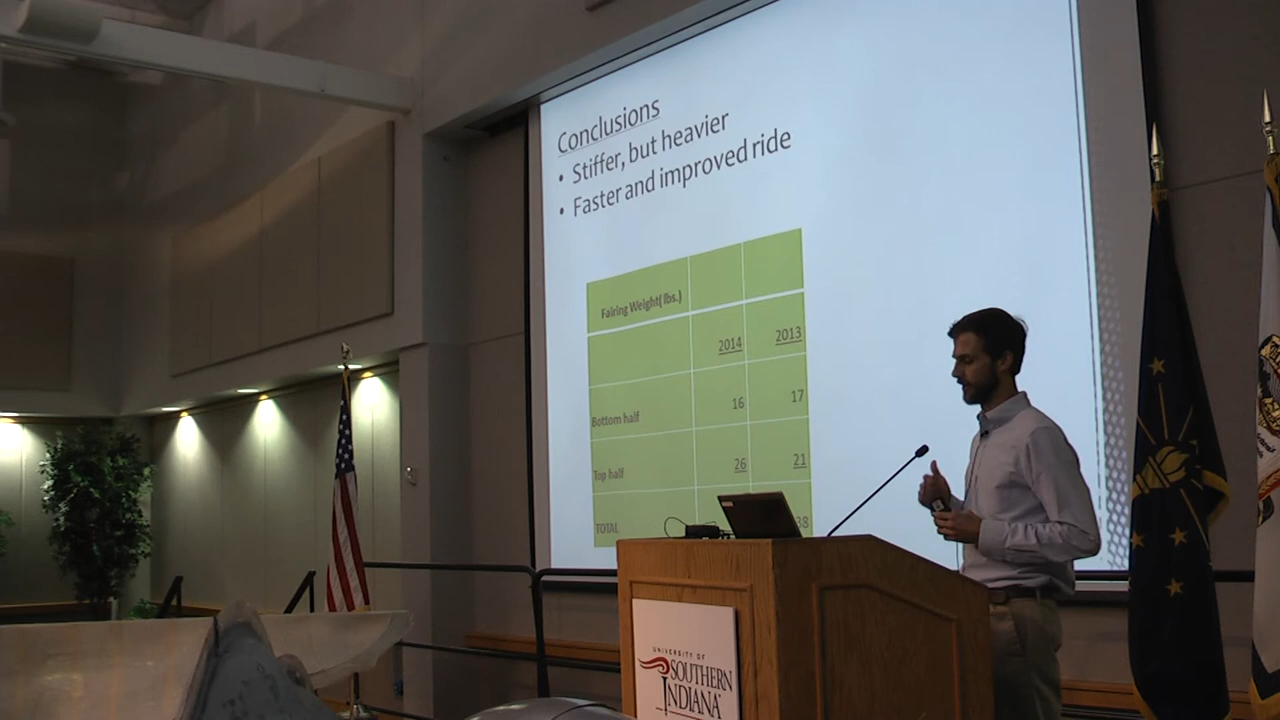 Conclusions
• Stiffer, but heavier
• Faster and improved ride
Fairing Weight( lbs.)
2014 2013
Bottom half 16 17
Top half 26 21
TOTAL 38
UNIVERSITY OF
SOUTHERN
INDIANA